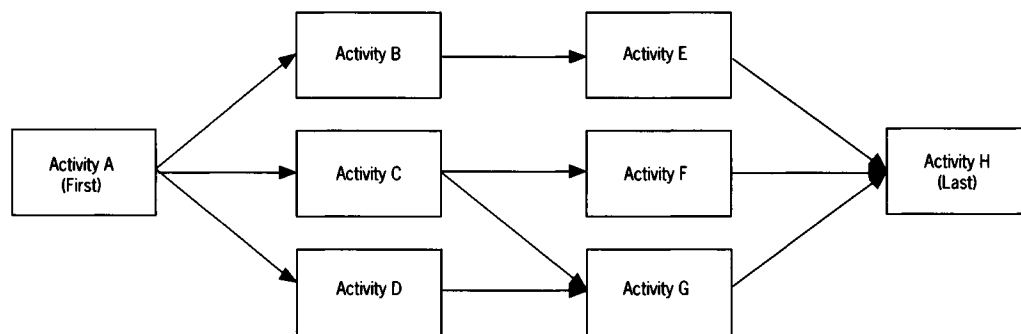 Activity B
Activity E
Activity A
(First)
Activity C
Activity F
Activity H
(Last)
Activity D
Activity G